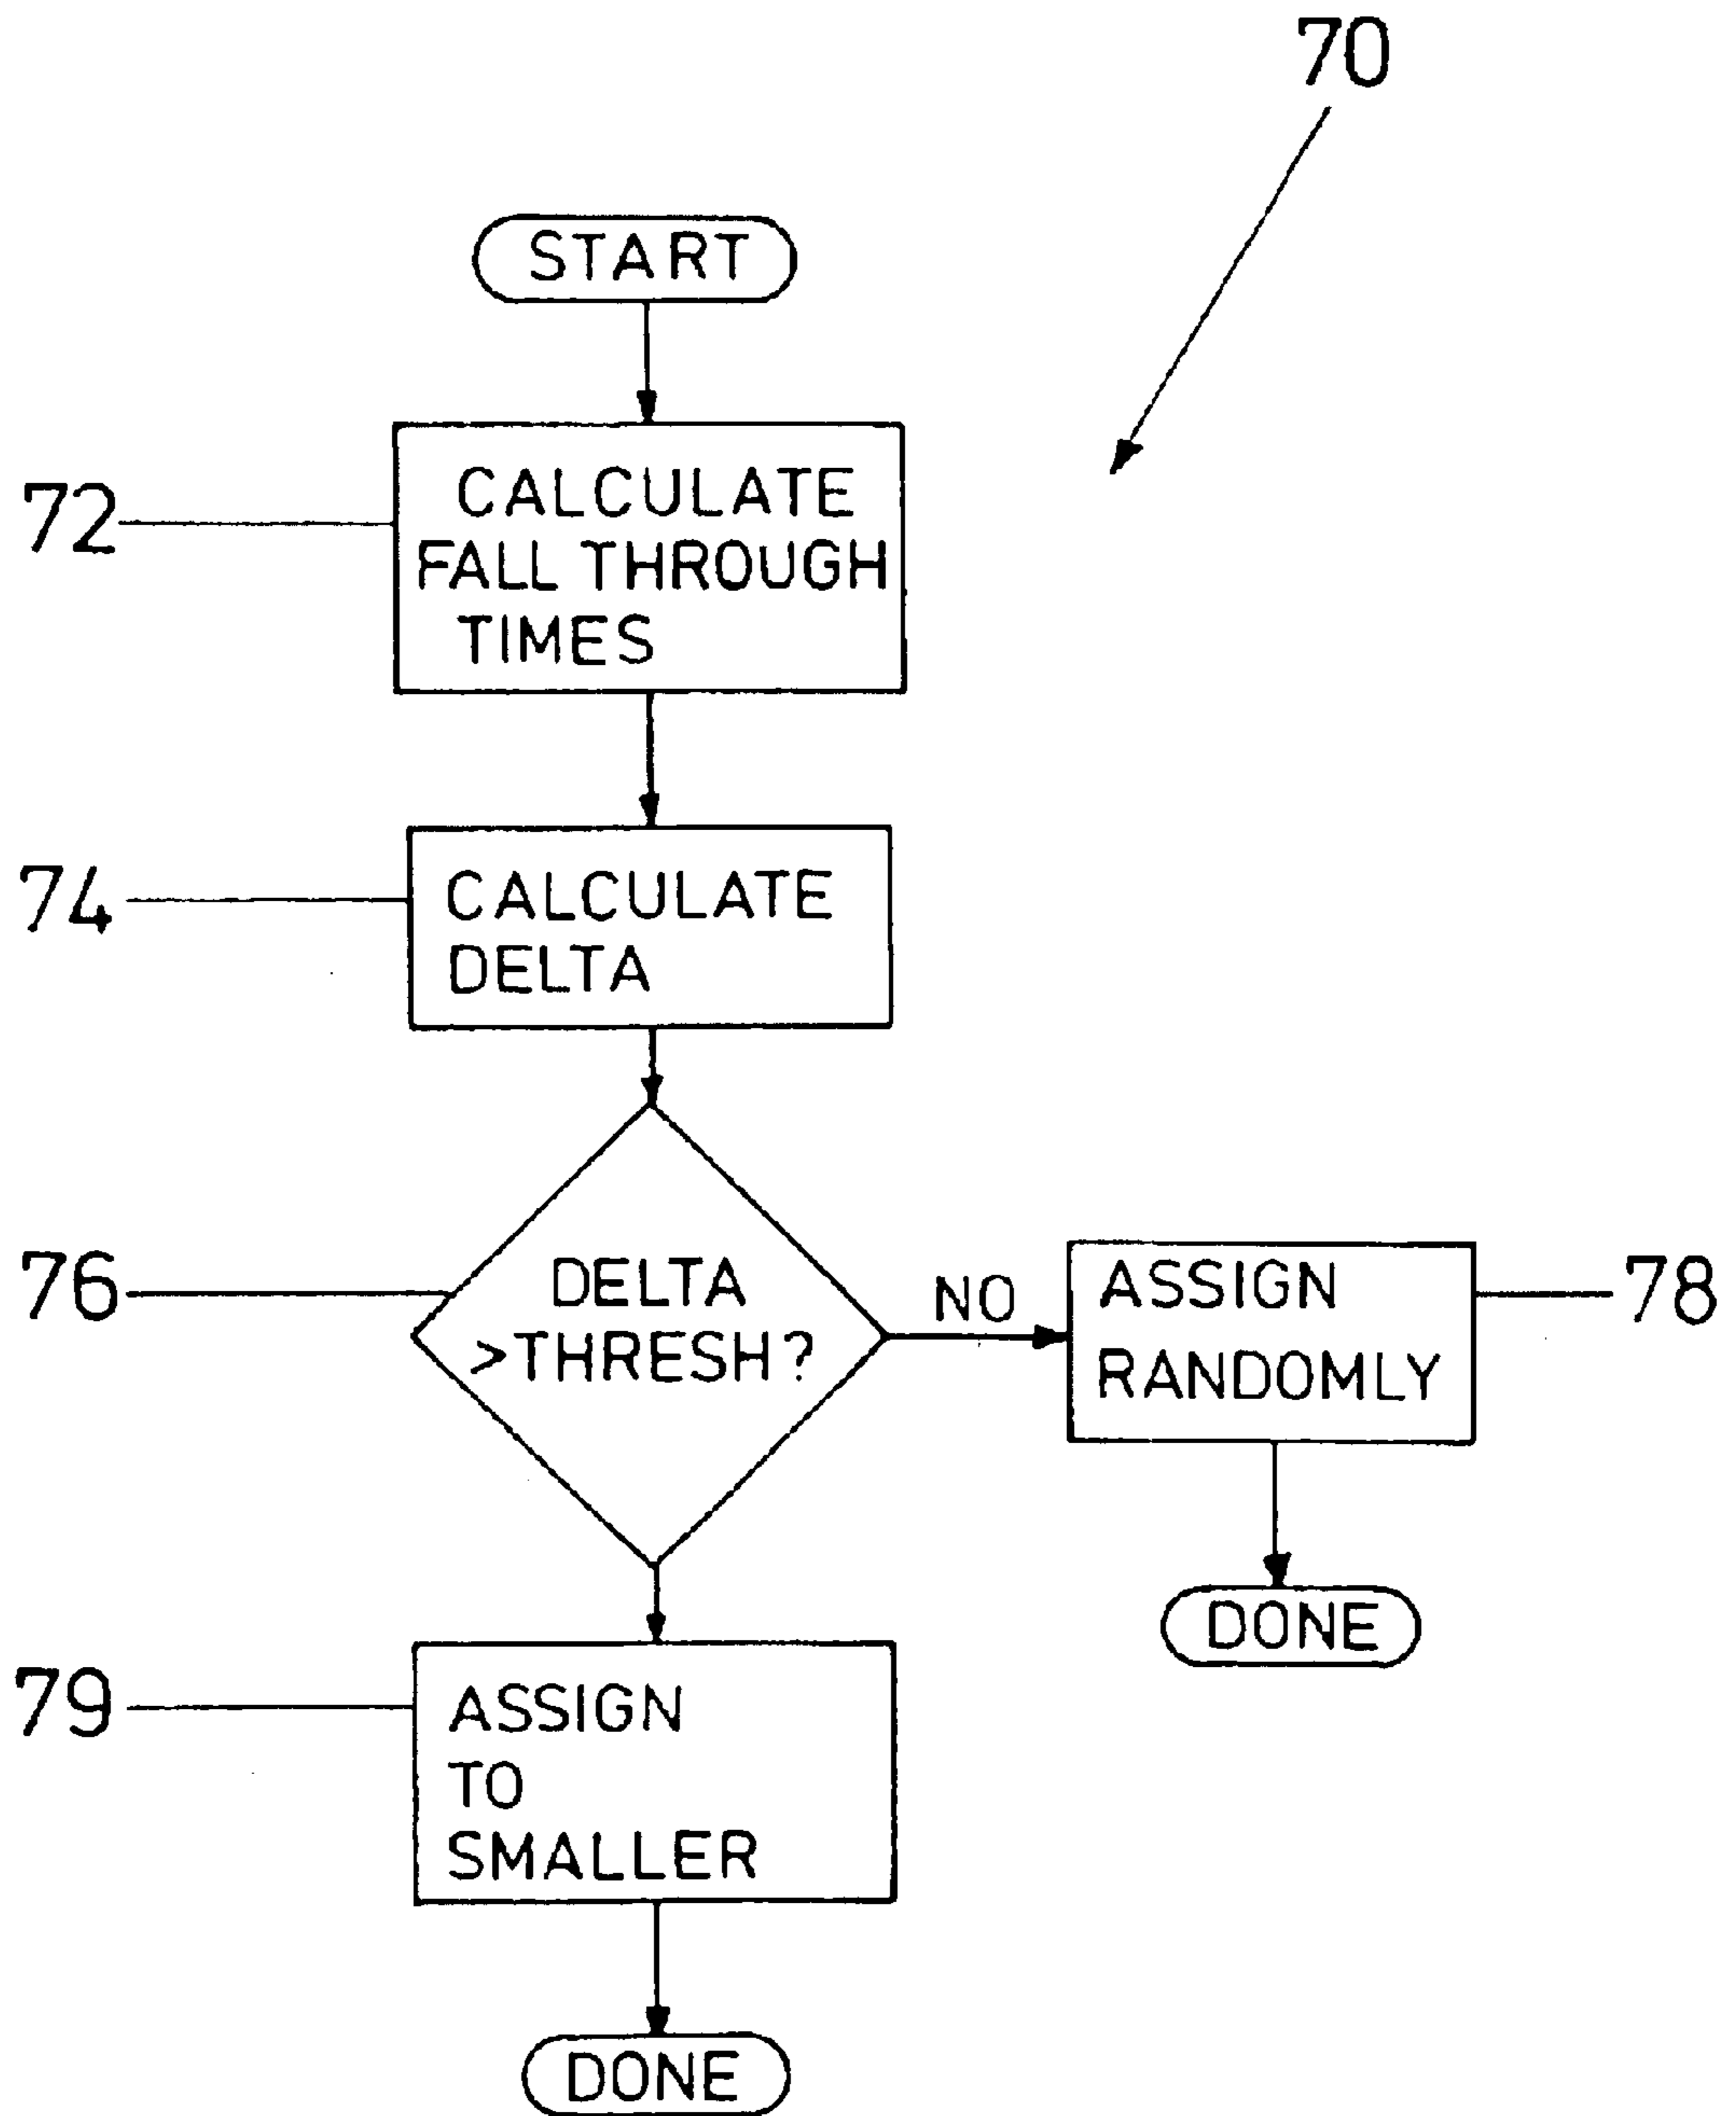 70
START
72
CALCULATE
FALL THROUGH
TIMES
74
CALCULATE
DELTA
76
DELTA
>THRESH?
NO
ASSIGN
RANDOMLY
78
DONE
79
ASSIGN
TO
SMALLER
DONE